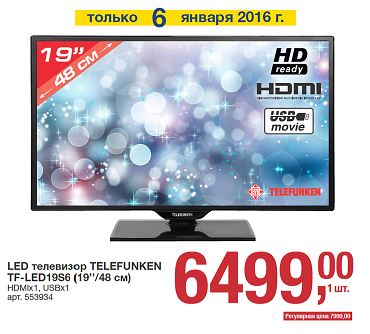 только 6 января 2016 г.
19’’
48 см
HD
ready
HDMI
USB
movie
TELEFUNKEN
TELEFUNKEN
LED телевизор TELEFUNKEN
TF-LED19S6 (19’’/48 см)
HDMIx1, USBx1
арт. 553934
6499,00
1 шт.
Регулярная цена 7999,00